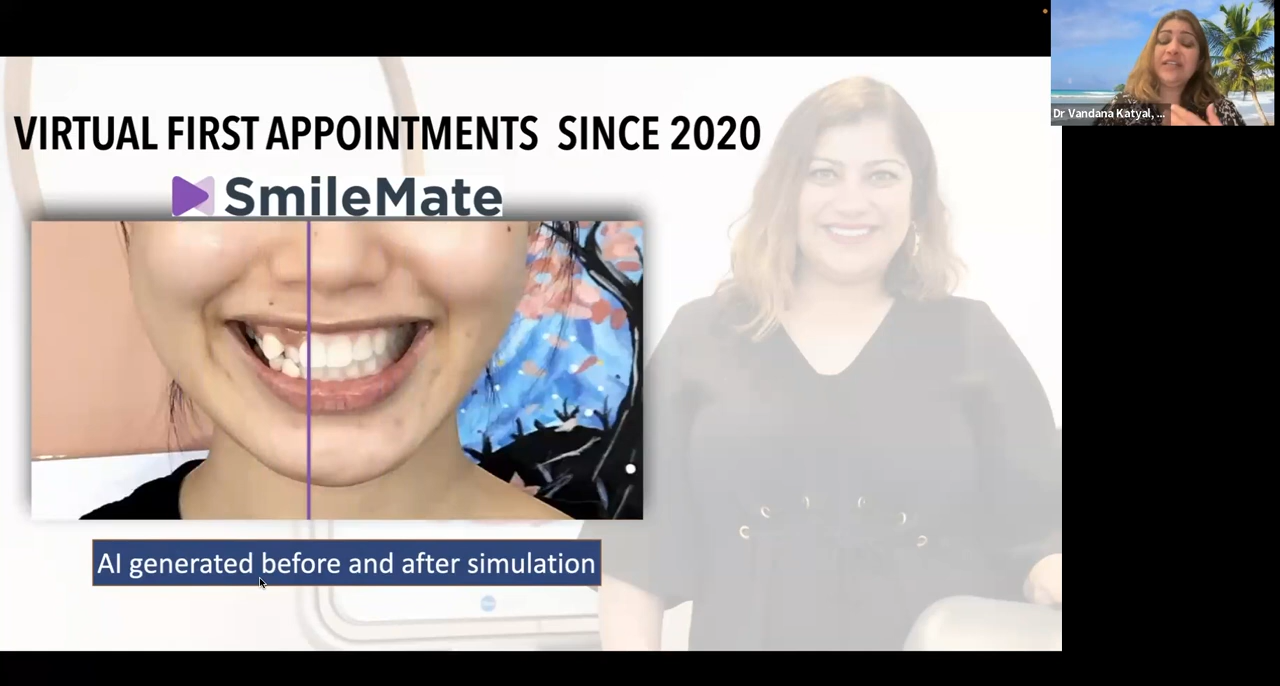 VIRTUAL FIRST APPOINTMENTS SINCE 2020
SmileMate
AI generated before and after simulation
Dr Vandana Katyal, ...